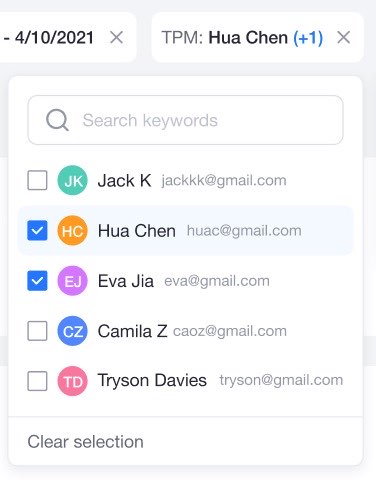 - 4/10/2021 TPM: Hua Chen (+1)
Search keywords
JK Jack K jackkk@gmail.com
HC Hua Chen huac@gmail.com
EJ Eva Jia eva@gmail.com
CZ Camila Z caoz@gmail.com
TD Tryson Davies tryson@gmail.com
Clear selection